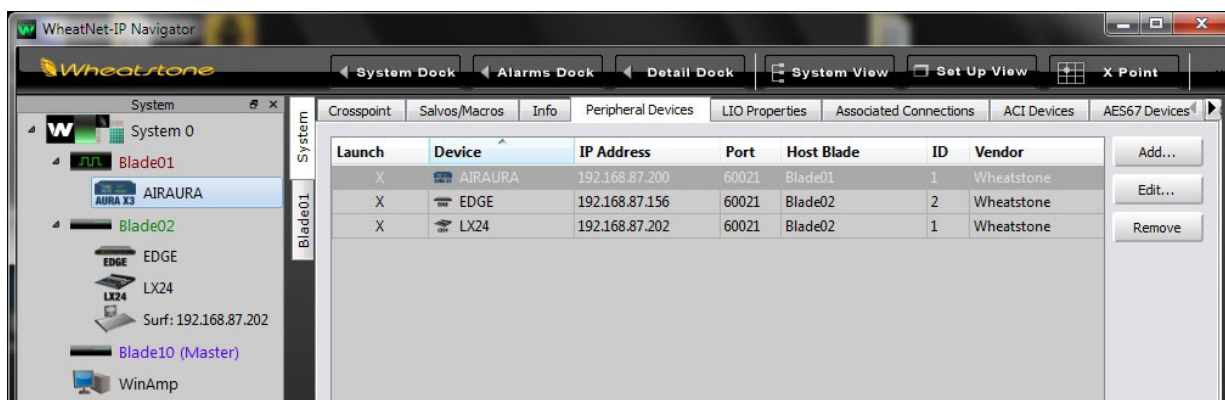 WheatNet-IP Navigator
Wheatstone
System Dock Alarms Dock Detail Dock System View Set Up View X Point
System
W System 0
Blade01
AURA X3 AIRAURA
Blade02
EDGE EDGE
LX24 LX24
Surf: 192.168.87.202
Blade10 (Master)
WinAmp
System
Blade01
Crosspoint Salvos/Macros Info Peripheral Devices LIO Properties Associated Connections ACI Devices AES67 Devices
Launch Device IP Address Port Host Blade ID Vendor
X AIRAURA 192.168.87.200 60021 Blade01 1 Wheatstone
X EDGE 192.168.87.156 60021 Blade02 2 Wheatstone
X LX24 192.168.87.202 60021 Blade02 1 Wheatstone
Add...
Edit...
Remove